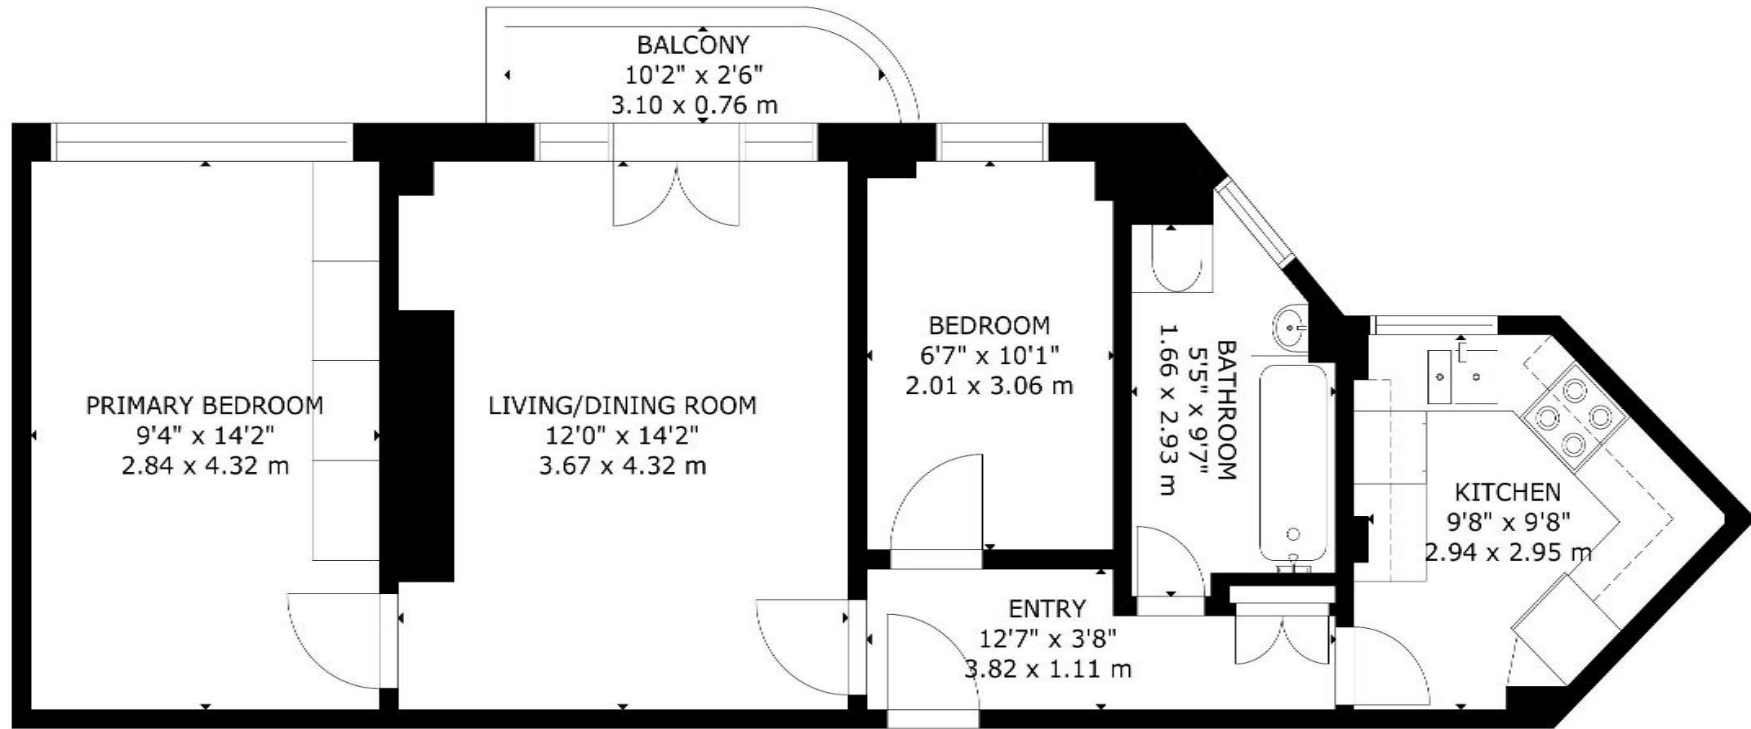 BALCONY
10'2" x 2'6"
3.10 x 0.76 m
PRIMARY BEDROOM
9'4" x 14'2"
2.84 x 4.32 m
LIVING/DINING ROOM
12'0" x 14'2"
3.67 x 4.32 m
BEDROOM
6'7" x 10'1"
2.01 x 3.06 m
BATHROOM
5'5" x 9'7"
1.66 x 2.93 m
KITCHEN
9'8" x 9'8"
2.94 x 2.95 m
ENTRY
12'7" x 3'8"
3.82 x 1.11 m